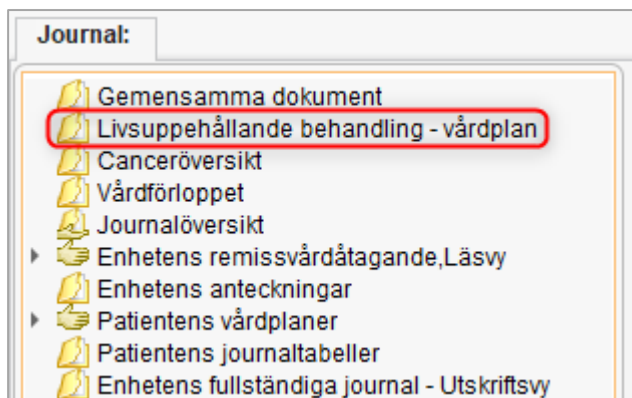 Journal:
Gemensamma dokument
Livsuppehållande behandling - vårdplan
Canceröversikt
Vårdförloppet
Journalöversikt
Enhetens remissvårdåtagande,Läsvy
Enhetens anteckningar
Patientens vårdplaner
Patientens journaltabeller
Enhetens fullständiga journal - Utskriftsvy